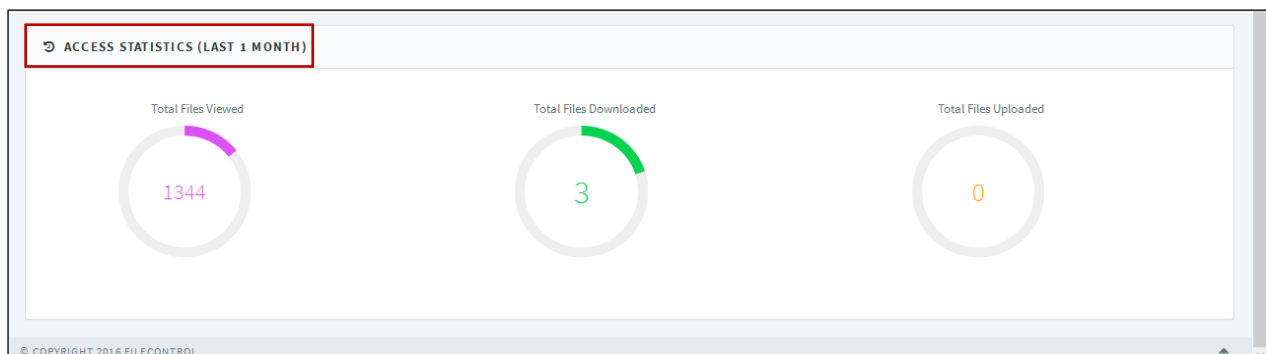 ACCESS STATISTICS (LAST 1 MONTH)
Total Files Viewed
Total Files Downloaded
Total Files Uploaded
1344
3
0
© COPYRIGHT 2016 FILECONTROL